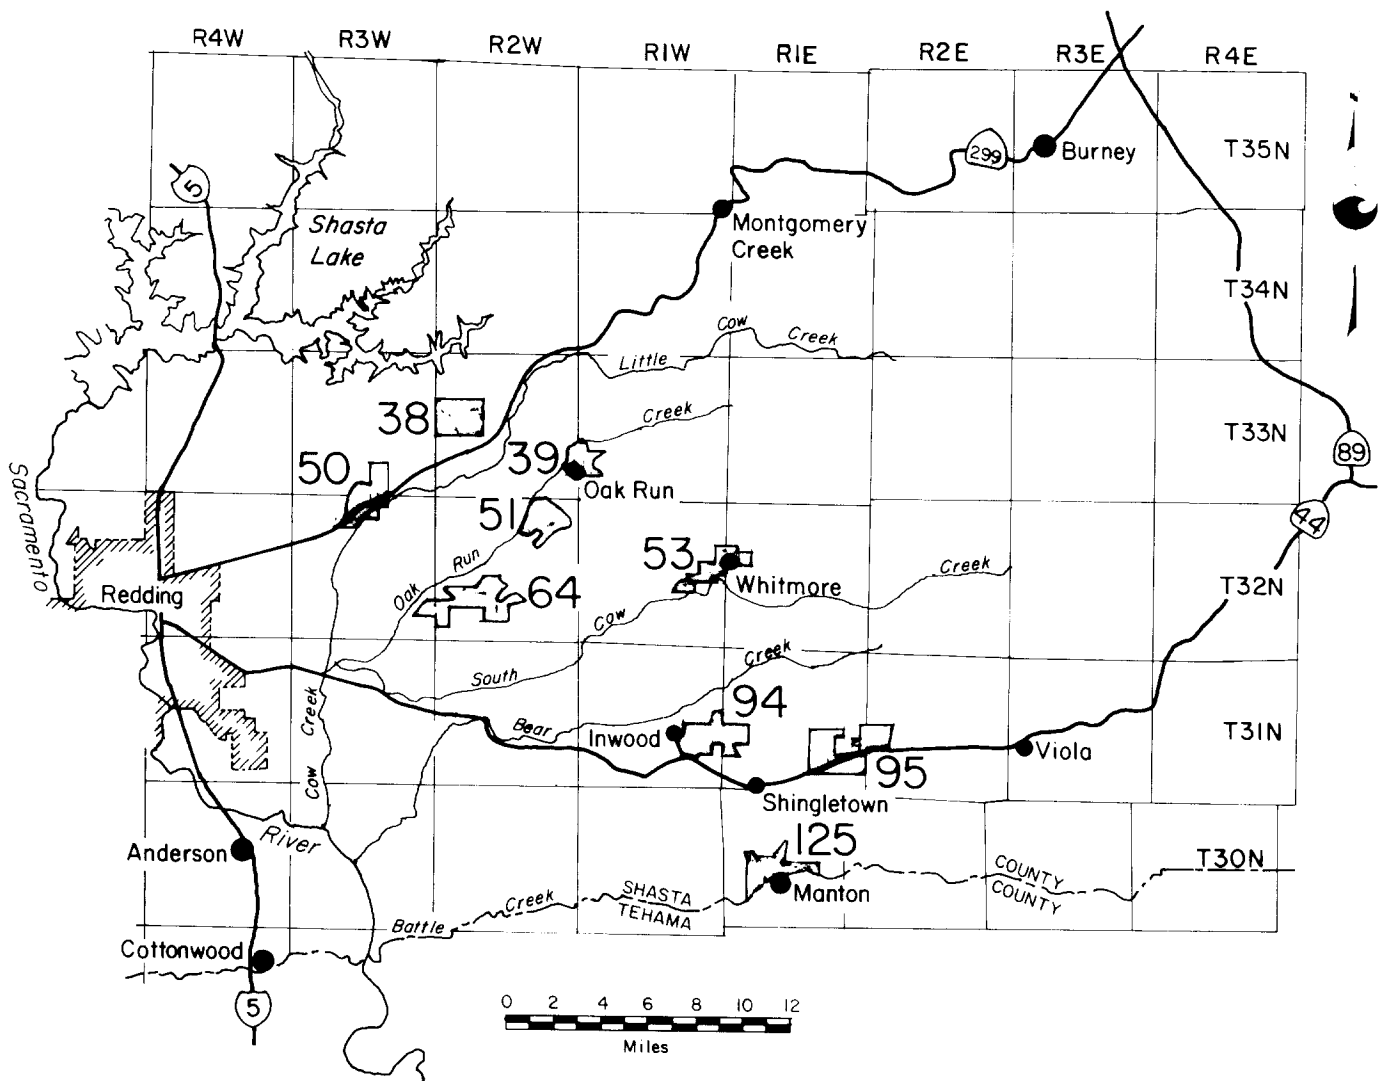 R4W R3W R2W R1W R1E R2E R3E R4E
T35N
299
Burney
5
Shasta
Lake
Montgomery
Creek
T34N
Cow
Creek
Little
38
Creek
T33N
39
89
50
Oak Run
Sacramento
51
44
Run
53
Creek
Redding
Oak
64
Whitmore
T32N
Cow
Creek
South
Creek
94
Bear
Inwood
T31N
Viola
95
Cow
Shingletown
River
125
Anderson
T30N
COUNTY
COUNTY
SHASTA
TEHAMA
Creek
Manton
Battle
Cottonwood
5
0 2 4 6 8 10 12
Miles